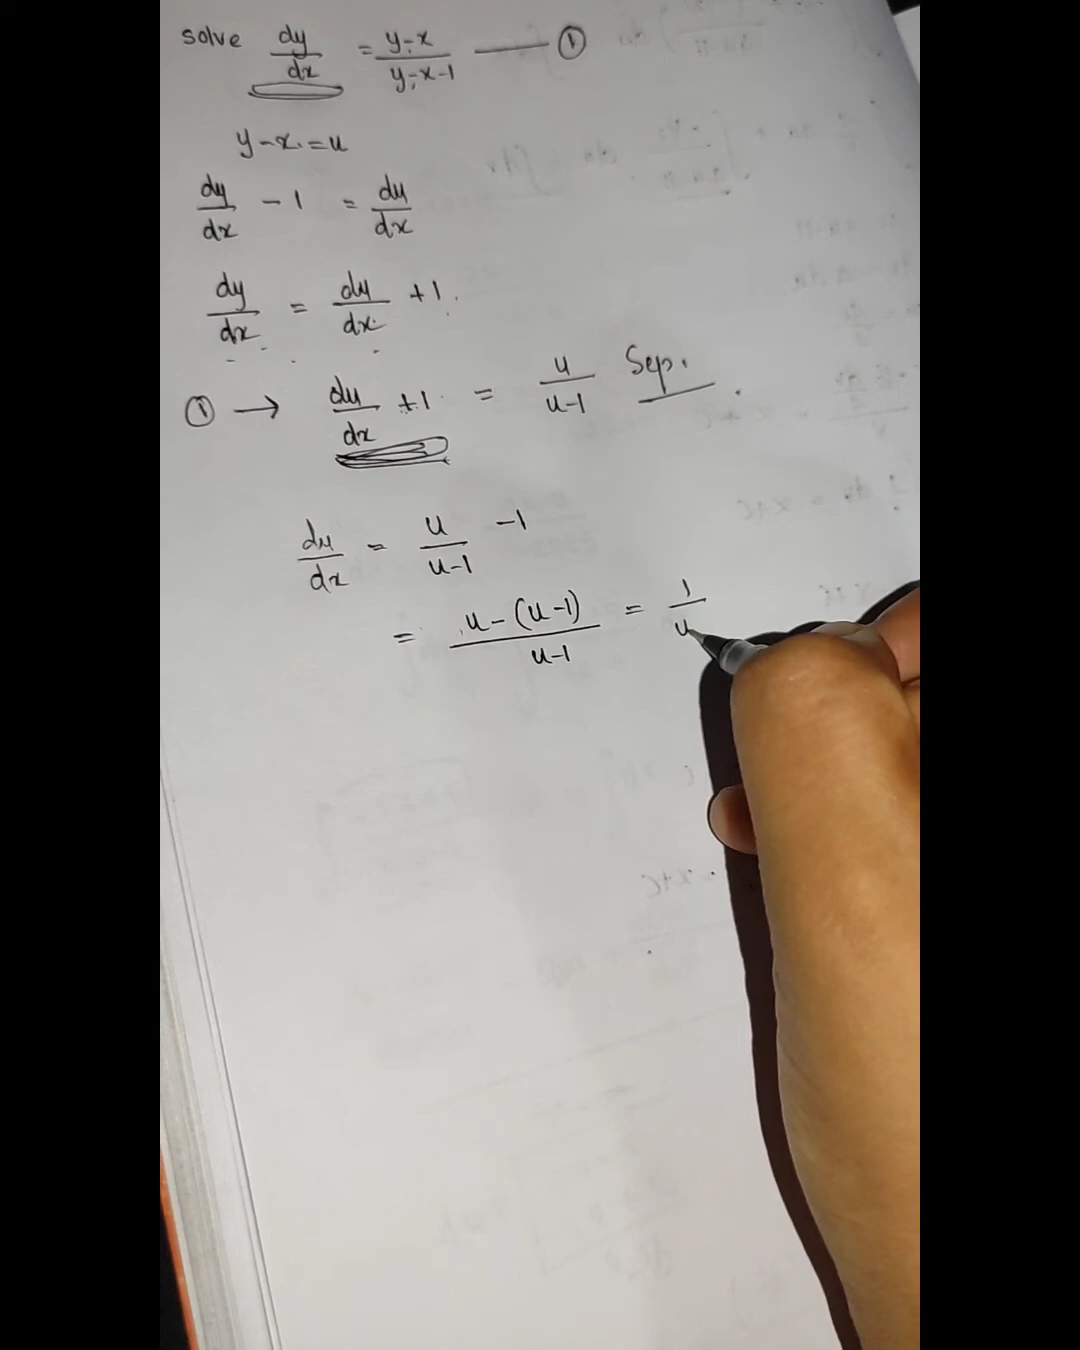 solve dy/dx = y-x/y-x-1 —— ①
y-x = u
dy/dx - 1 = du/dx
dy/dx = du/dx + 1.
① → du/dx + 1 = u/u-1 Sep.
du/dx = u/u-1 -1
= u-(u-1)/u-1 = 1/u